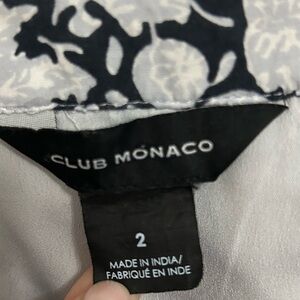 CLUB MONACO
2
MADE IN INDIA/
FABRIQUÉ EN INDE